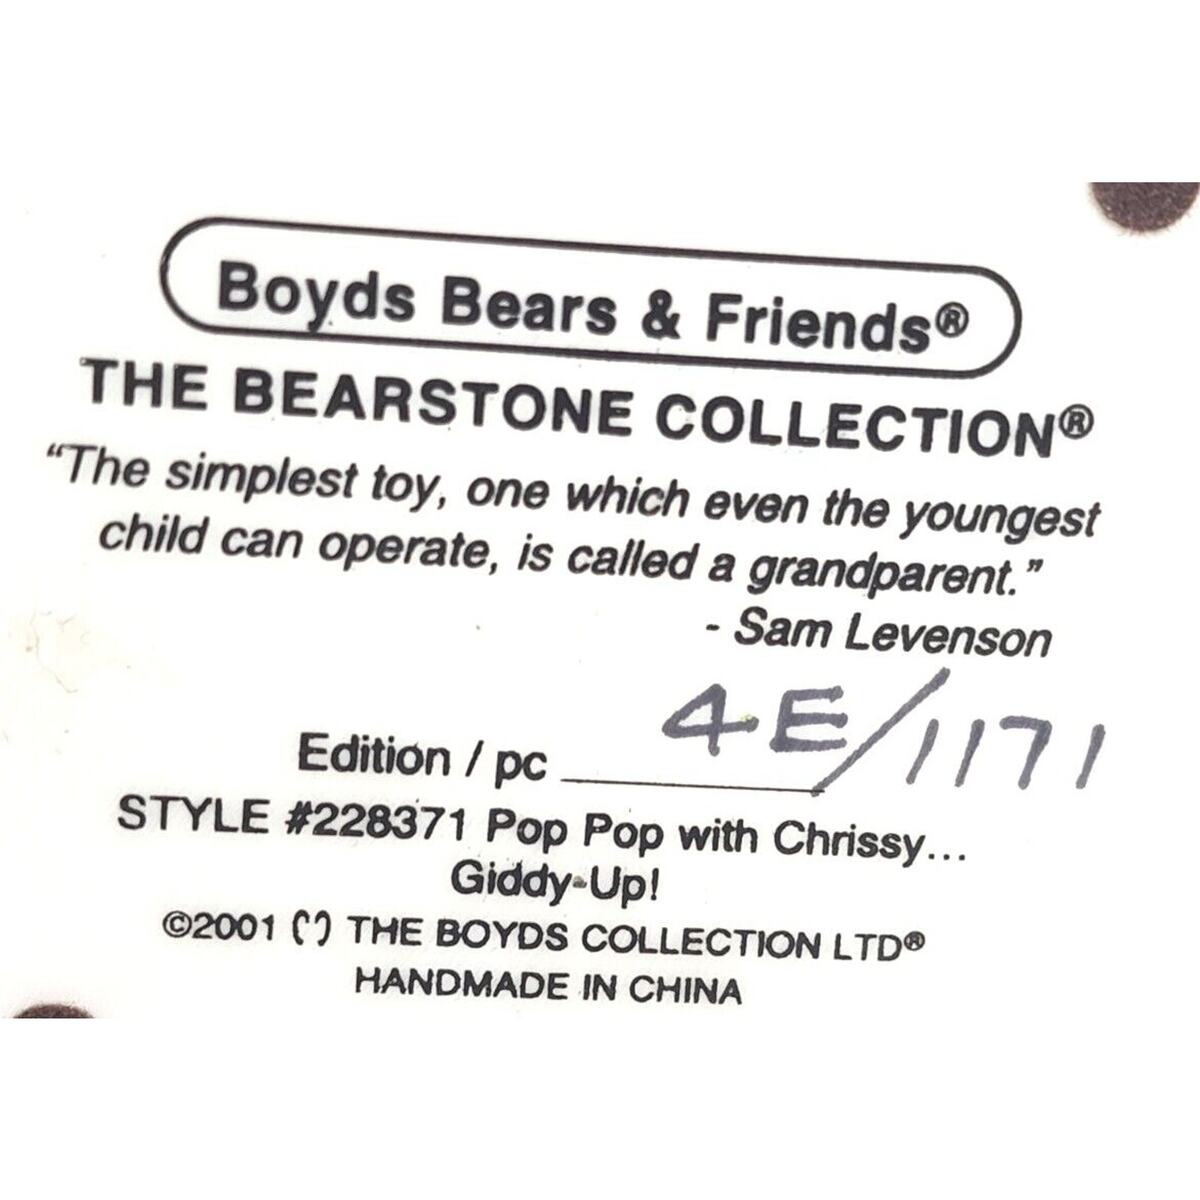 Boyds Bears & Friends®
THE BEARSTONE COLLECTION®
“The simplest toy, one which even the youngest
child can operate, is called a grandparent.”
- Sam Levenson
Edition / pc 4E/1171
STYLE #228371 Pop Pop with Chrissy...
Giddy-Up!
©2001 (') THE BOYDS COLLECTION LTD®
HANDMADE IN CHINA